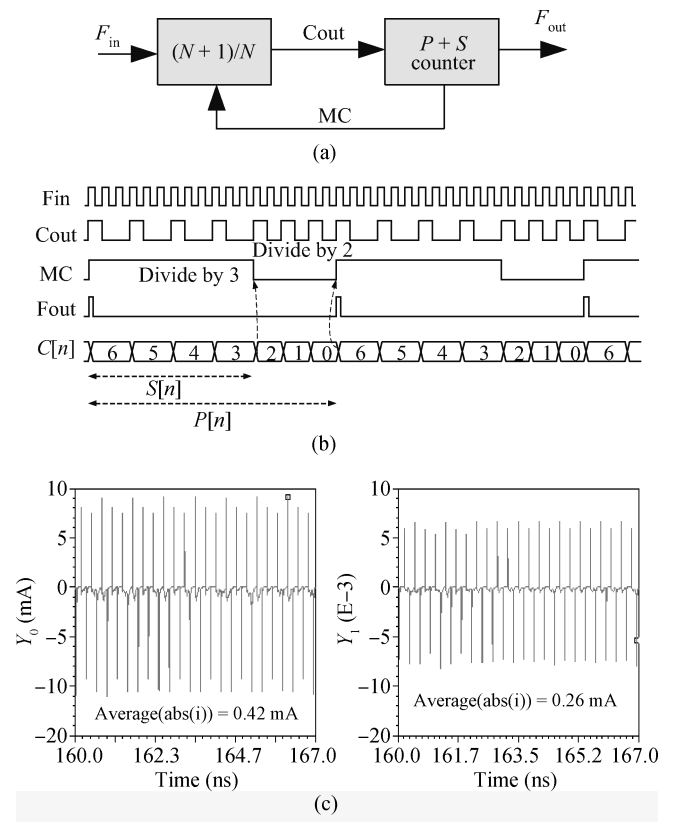 F_in
(N + 1)/N
Cout
P + S
counter
F_out
MC
(a)
Fin
Cout
Divide by 2
MC
Divide by 3
Fout
C[n]
6 5 4 3 2 1 0 6 5 4 3 2 1 0 6
S[n]
P[n]
(b)
10
5
0
−5
−10
−15
−20
Y_0 (mA)
Average(abs(i)) = 0.42 mA
160.0 162.3 164.7 167.0
Time (ns)
10
5
0
−5
−10
−15
−20
Y_1 (E−3)
Average(abs(i)) = 0.26 mA
160.0 161.7 163.5 165.2 167.0
Time (ns)
(c)